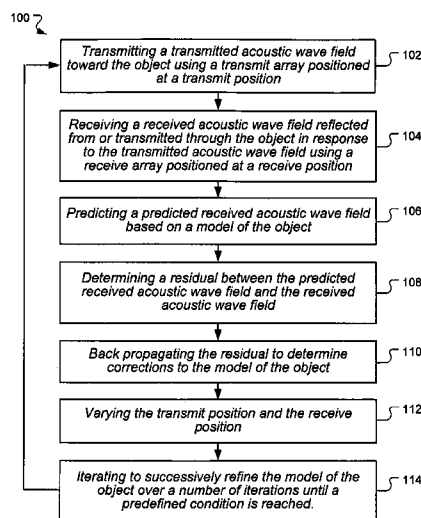 100
Transmitting a transmitted acoustic wave field
toward the object using a transmit array positioned
at a transmit position
102
Receiving a received acoustic wave field reflected
from or transmitted through the object in response
to the transmitted acoustic wave field using a
receive array positioned at a receive position
104
Predicting a predicted received acoustic wave field
based on a model of the object
106
Determining a residual between the predicted
received acoustic wave field and the received
acoustic wave field
108
Back propagating the residual to determine
corrections to the model of the object
110
Varying the transmit position and the receive
position
112
Iterating to successively refine the model of the
object over a number of iterations until a
predefined condition is reached.
114